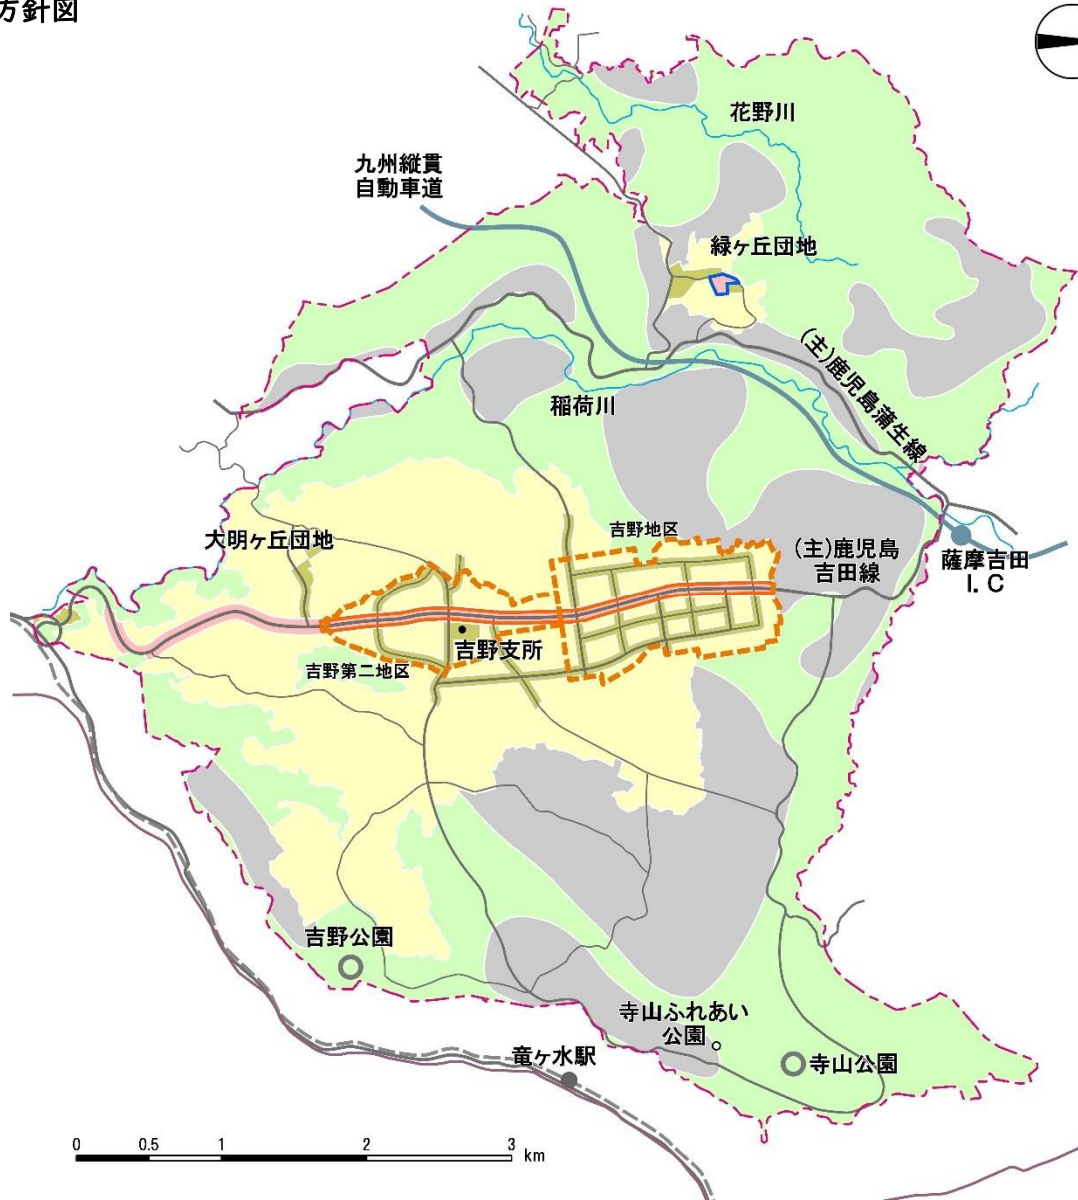 方針図
花野川
九州縦貫
自動車道
緑ヶ丘団地
(主)鹿児島蒲生線
稲荷川
吉野地区
大明ヶ丘団地
(主)鹿児島
吉田線
薩摩吉田
I.C
吉野支所
吉野第二地区
吉野公園
寺山ふれあい
公園
竜ヶ水駅
寺山公園
0 0.5 1 2 3 km